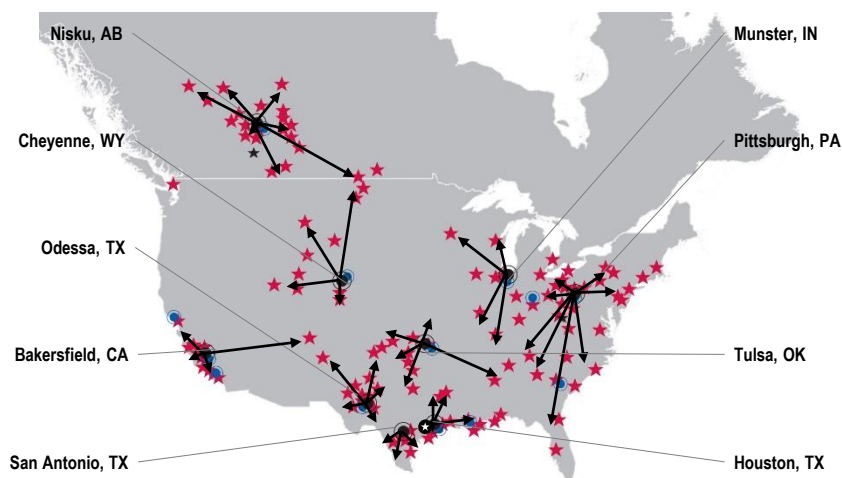 Nisku, AB
Munster, IN
Cheyenne, WY
Pittsburgh, PA
Odessa, TX
Bakersfield, CA
Tulsa, OK
San Antonio, TX
Houston, TX